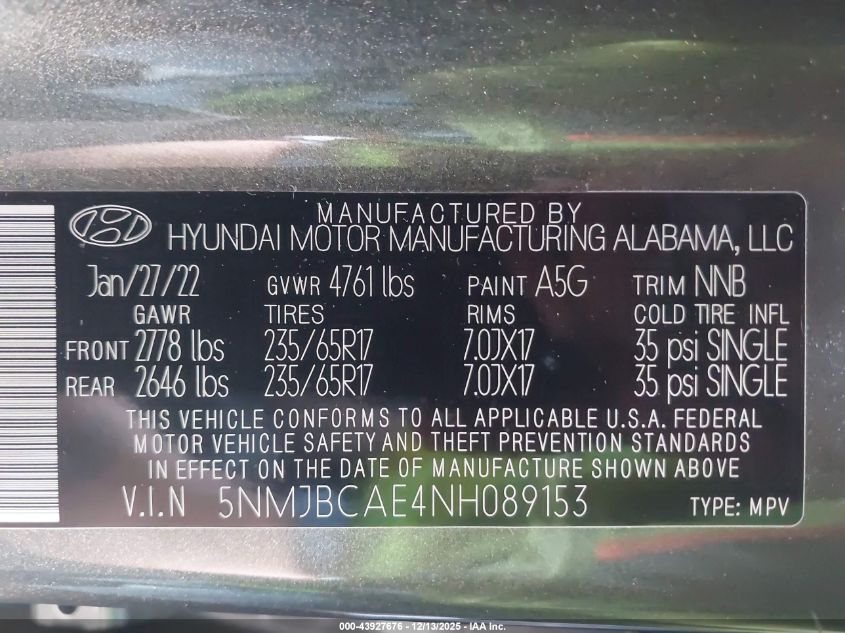 MANUFACTURED BY
HYUNDAI MOTOR MANUFACTURING ALABAMA, LLC
Jan/27/22 GVWR 4761 lbs PAINT A5G TRIM NNB
GAWR TIRES RIMS COLD TIRE INFL
FRONT 2778 lbs 235/65R17 7.0JX17 35 psi SINGLE
REAR 2646 lbs 235/65R17 7.0JX17 35 psi SINGLE
THIS VEHICLE CONFORMS TO ALL APPLICABLE U.S.A. FEDERAL
MOTOR VEHICLE SAFETY AND THEFT PREVENTION STANDARDS
IN EFFECT ON THE DATE OF MANUFACTURE SHOWN ABOVE
V.I.N 5NMJBCAE4NH089153 TYPE: MPV
000-43927676 - 12/13/2025 - IAA Inc.